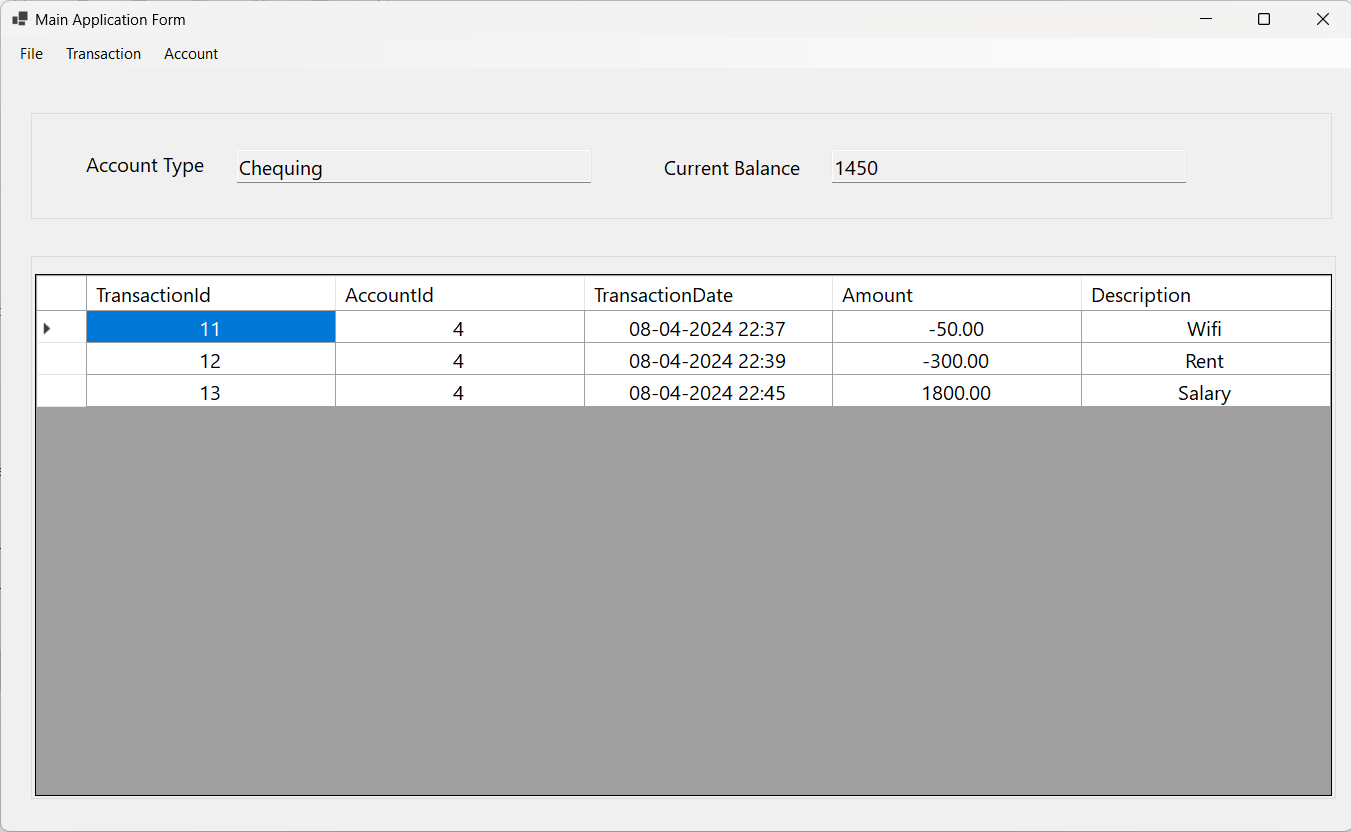 Main Application Form
File Transaction Account
Account Type Chequing Current Balance 1450
TransactionId AccountId TransactionDate Amount Description
11 4 08-04-2024 22:37 -50.00 Wifi
12 4 08-04-2024 22:39 -300.00 Rent
13 4 08-04-2024 22:45 1800.00 Salary